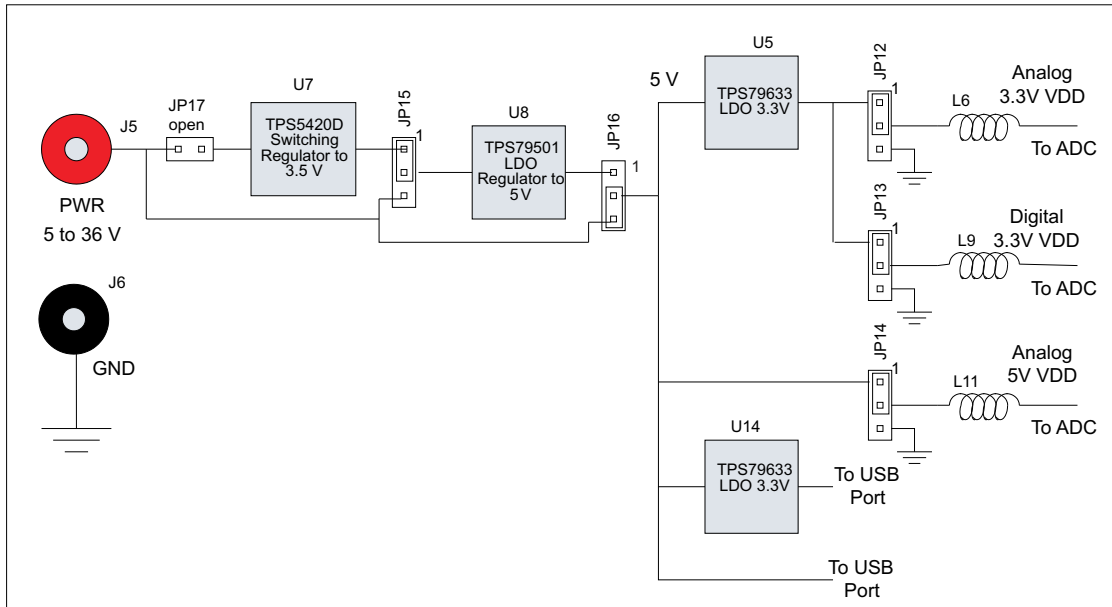 J5
PWR
5 to 36 V
J6
GND
JP17
open
U7
TPS5420D
Switching
Regulator to
3.5 V
JP15
1
U8
TPS79501
LDO
Regulator to
5V
JP16
1
5 V
U5
TPS79633
LDO 3.3V
JP12
1
L6
Analog
3.3V VDD
To ADC
JP13
1
L9
Digital
3.3V VDD
To ADC
JP14
1
L11
Analog
5V VDD
To ADC
U14
TPS79633
LDO 3.3V
To USB
Port
To USB
Port